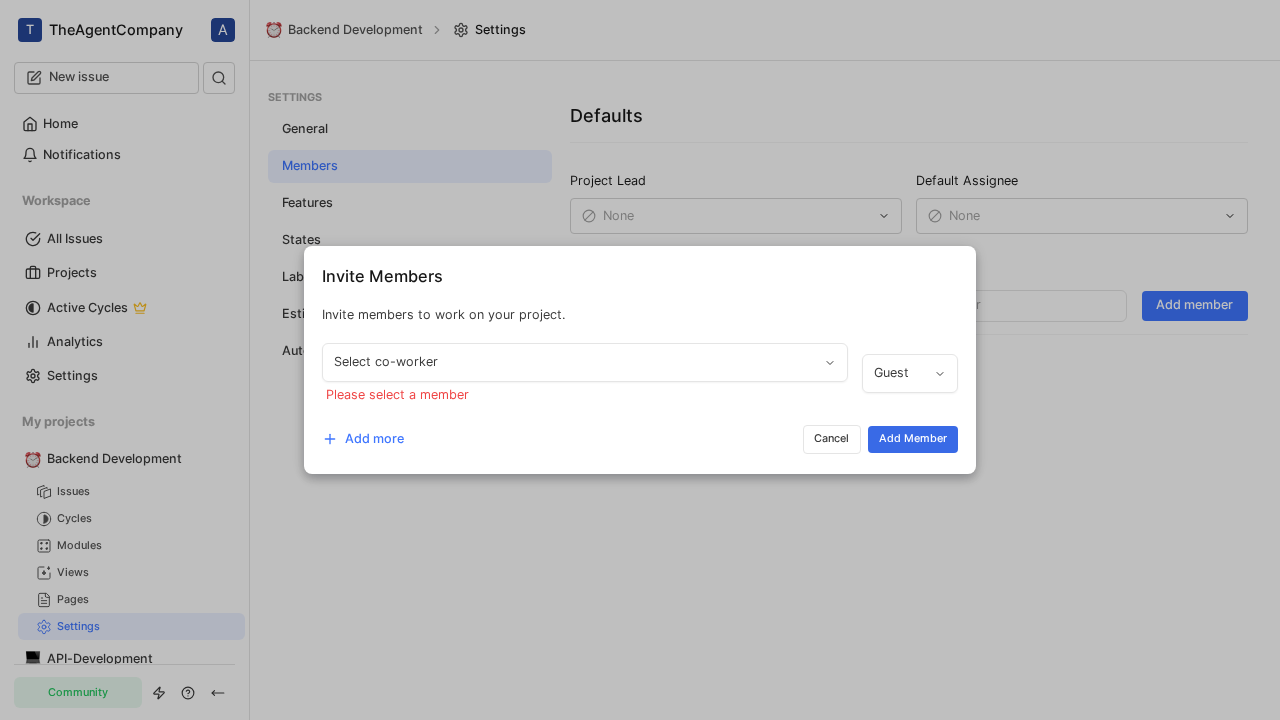 T
TheAgentCompany
A
New issue
Home
Notifications
Workspace
All Issues
Projects
Active Cycles
Analytics
Settings
My projects
Backend Development
Issues
Cycles
Modules
Views
Pages
Settings
API-Development
Community
Backend Development
Settings
SETTINGS
General
Members
Features
States
Lab
Esti
Aut
Defaults
Project Lead
Default Assignee
None
None
Add member
Invite Members
Invite members to work on your project.
Select co-worker
Guest
Please select a member
Add more
Cancel
Add Member